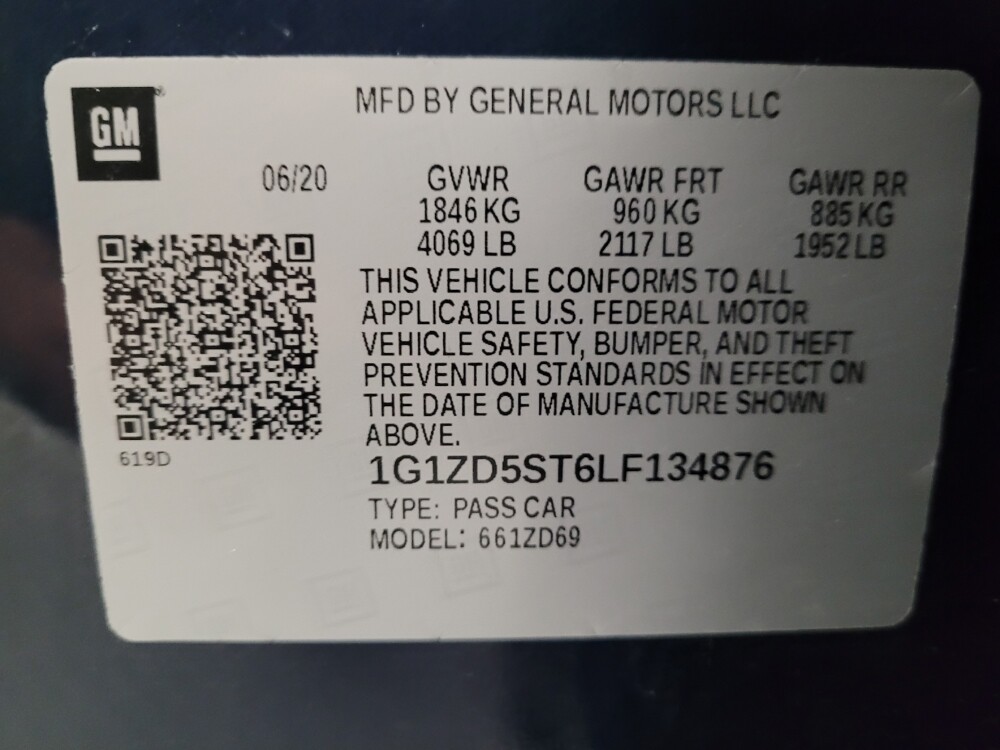 GM
MFD BY GENERAL MOTORS LLC
06/20 GVWR GAWR FRT GAWR RR
1846 KG 960 KG 885 KG
4069 LB 2117 LB 1952 LB
THIS VEHICLE CONFORMS TO ALL
APPLICABLE U.S. FEDERAL MOTOR
VEHICLE SAFETY, BUMPER, AND THEFT
PREVENTION STANDARDS IN EFFECT ON
THE DATE OF MANUFACTURE SHOWN
ABOVE.
619D
1G1ZD5ST6LF134876
TYPE: PASS CAR
MODEL: 661ZD69